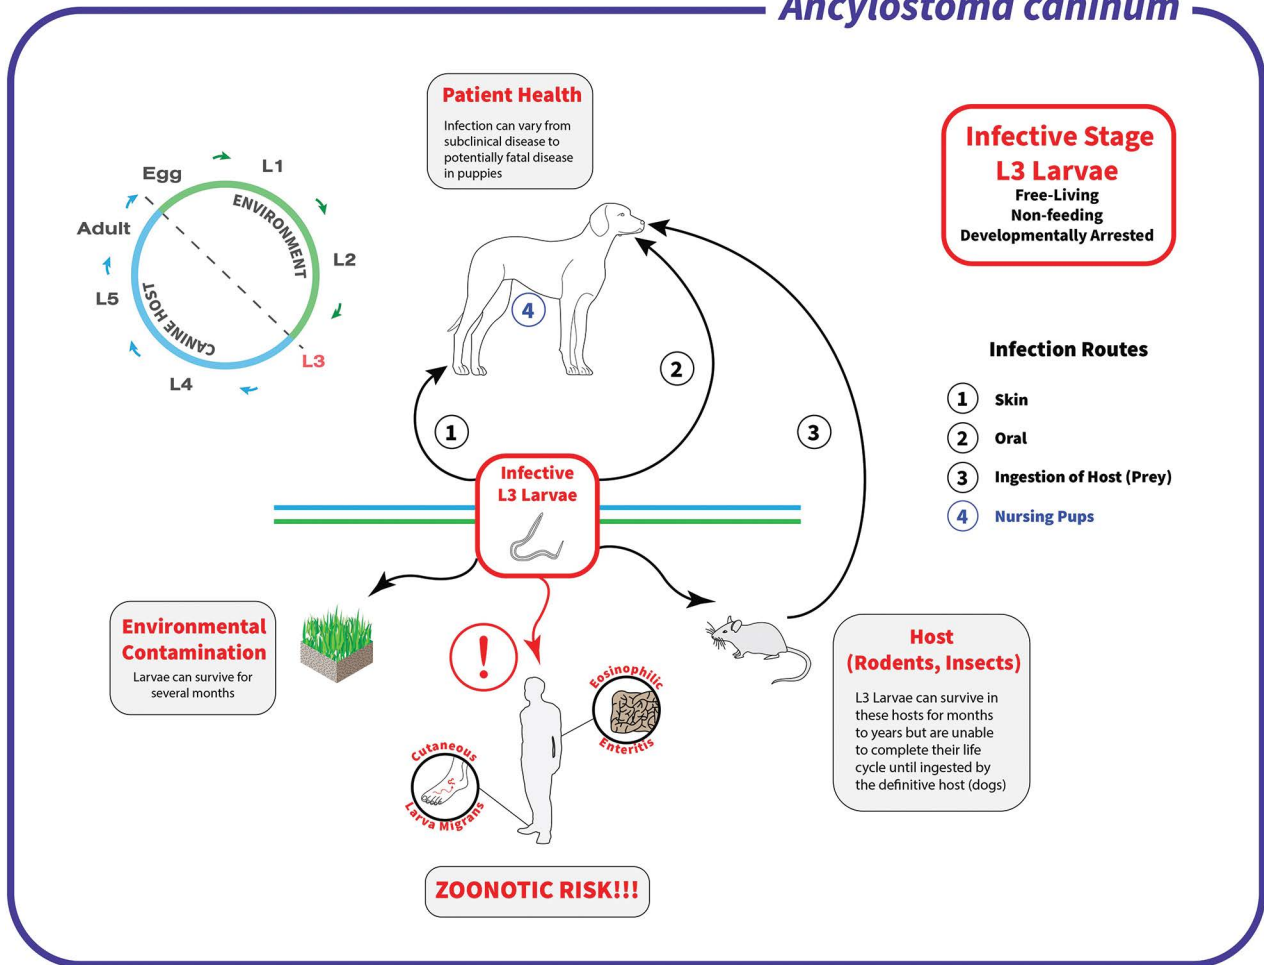 Ancylostoma caninum
Patient Health
Infection can vary from
subclinical disease to
potentially fatal disease
in puppies
Infective Stage
L3 Larvae
Free-Living
Non-feeding
Developmentally Arrested
Egg
L1
L2
L3
L4
L5
Adult
ENVIRONMENT
CANINE HOST
4
1
2
3
Infection Routes
1 Skin
2 Oral
3 Ingestion of Host (Prey)
4 Nursing Pups
Infective
L3 Larvae
Environmental
Contamination
Larvae can survive for
several months
!
Eosinophilic
Enteritis
Cutaneous
Larva Migrans
Host
(Rodents, Insects)
L3 Larvae can survive in
these hosts for months
to years but are unable
to complete their life
cycle until ingested by
the definitive host (dogs)
ZOONOTIC RISK!!!